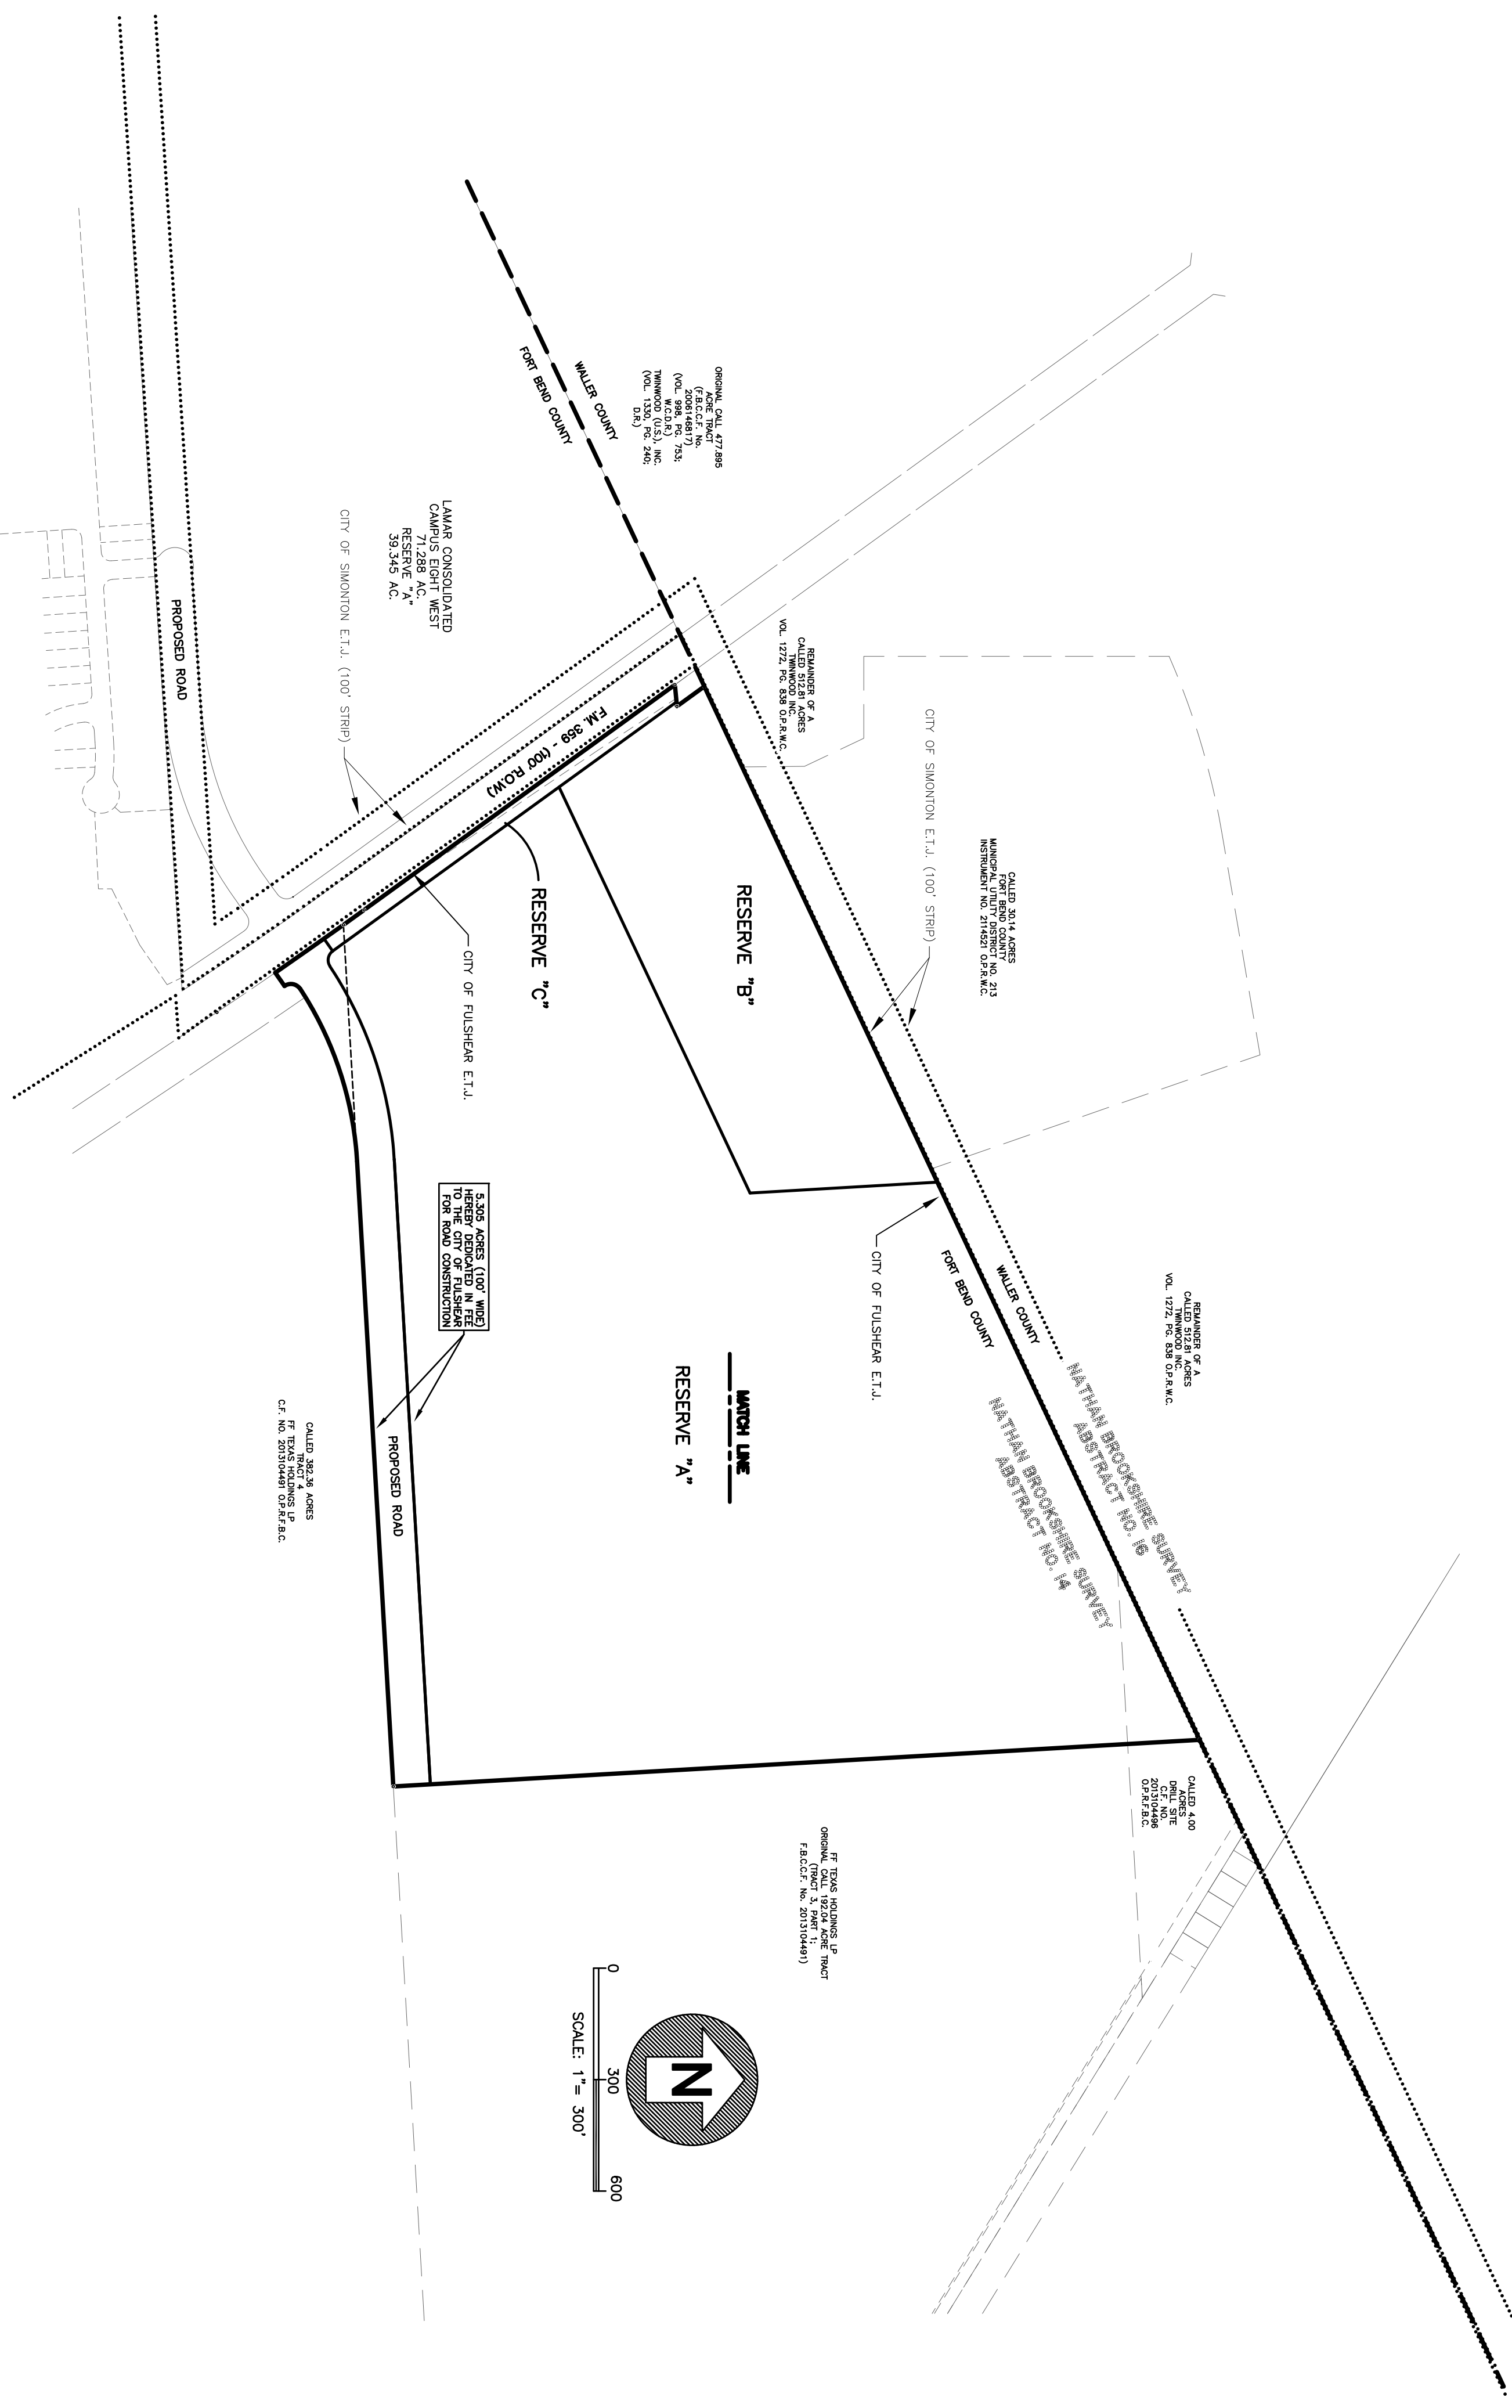 ORIGINAL CALL 477.895
ACRE TRACT
(F.B.C.C.F. No.
2006146817)
(VOL. 998, PG. 753;
W.C.D.R.)
TWINWOOD (U.S.), INC.
(VOL. 1330, PG. 240;
D.R.)
WALLER COUNTY
FORT BEND COUNTY
LAMAR CONSOLIDATED
CAMPUS EIGHT WEST
71.288 AC.
RESERVE "A"
39.345 AC.
CITY OF SIMONTON E.T.J. (100' STRIP)
PROPOSED ROAD
REMAINDER OF A
CALLED 512.81 ACRES
TWINWOOD INC.
VOL. 1272, PG. 838 O.P.R.W.C.
F.M. 359 - (100' R.O.W.)
CITY OF SIMONTON E.T.J. (100' STRIP)
CALLED 30.14 ACRES
FORT BEND COUNTY
MUNICIPAL UTILITY DISTRICT NO. 213
INSTRUMENT NO. 2114521 O.P.R.W.C.
RESERVE "B"
RESERVE "C"
CITY OF FULSHEAR E.T.J.
5.305 ACRES (100' WIDE)
HEREBY DEDICATED IN FEE
TO THE CITY OF FULSHEAR
FOR ROAD CONSTRUCTION
CITY OF FULSHEAR E.T.J.
WALLER COUNTY
FORT BEND COUNTY
REMAINDER OF A
CALLED 512.81 ACRES
TWINWOOD INC.
VOL. 1272, PG. 838 O.P.R.W.C.
NATHAN BROOKSHIRE SURVEY
ABSTRACT NO. 16
NATHAN BROOKSHIRE SURVEY
ABSTRACT NO. 14
MATCH LINE
RESERVE "A"
PROPOSED ROAD
CALLED 382.36 ACRES
TRACT 4
FF TEXAS HOLDINGS LP
C.F. NO. 2013104491 O.P.R.F.B.C.
CALLED 4.00
ACRES
DRILL SITE
C.F. NO.
2013104496
O.P.R.F.B.C.
FF TEXAS HOLDINGS LP
ORIGINAL CALL 192.04 ACRE TRACT
(TRACT 3, PART 1;
F.B.C.C.F. No. 2013104491)
N
0 300 600
SCALE: 1"= 300'